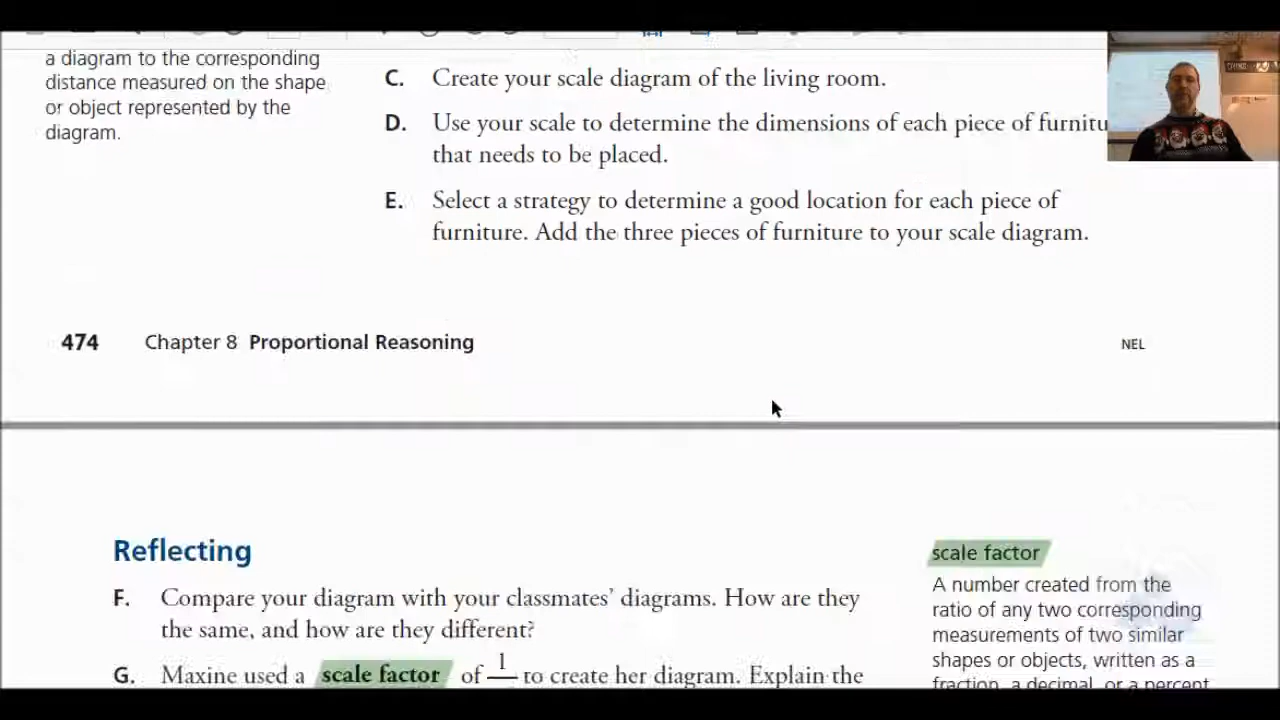 a diagram to the corresponding
distance measured on the shape
or object represented by the
diagram.
C. Create your scale diagram of the living room.
D. Use your scale to determine the dimensions of each piece of furnitu
that needs to be placed.
E. Select a strategy to determine a good location for each piece of
furniture. Add the three pieces of furniture to your scale diagram.
474 Chapter 8 Proportional Reasoning
NEL
Reflecting
F. Compare your diagram with your classmates’ diagrams. How are they
the same, and how are they different?
G. Maxine used a scale factor of 1 to create her diagram. Explain the
scale factor
A number created from the
ratio of any two corresponding
measurements of two similar
shapes or objects, written as a
fraction, a decimal, or a percent